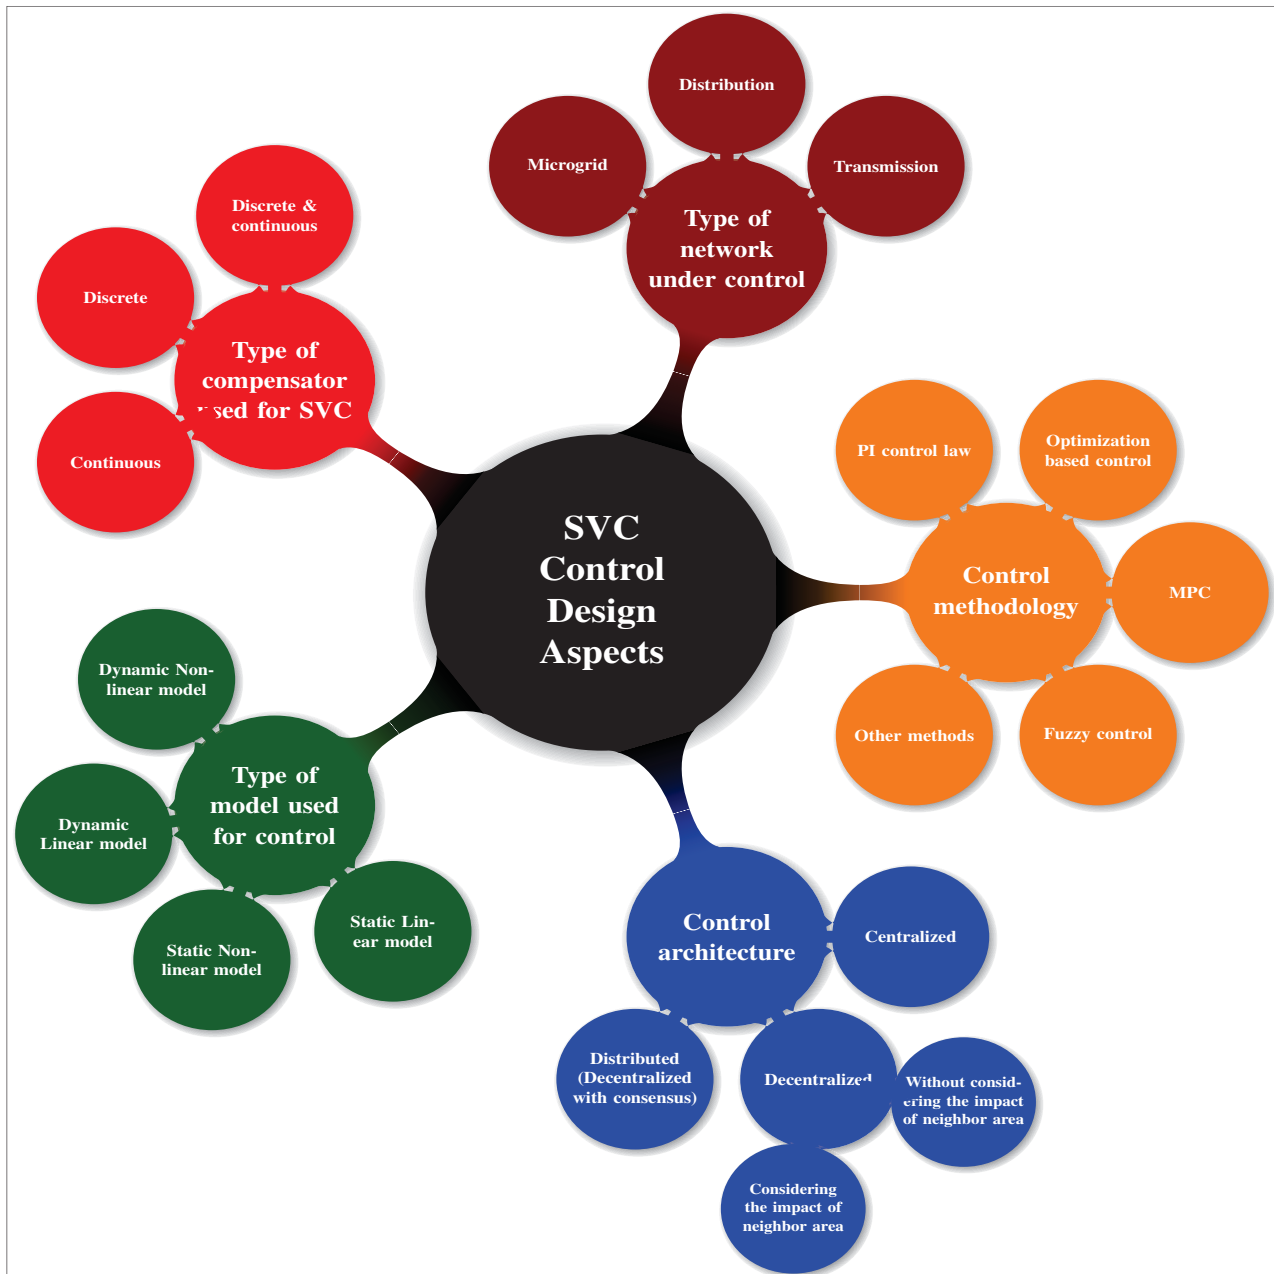 Distribution
Microgrid
Transmission
Type of
network
under control
Discrete &
continuous
Discrete
Continuous
Type of
compensator
used for SVC
PI control law
Optimization
based control
MPC
Fuzzy control
Other methods
Control
methodology
SVC
Control
Design
Aspects
Dynamic Non-
linear model
Dynamic
Linear model
Static Non-
linear model
Static Lin-
ear model
Type of
model used
for control
Control
architecture
Centralized
Decentralized
Distributed
(Decentralized
with consensus)
Without consid-
ering the impact
of neighbor area
Considering
the impact of
neighbor area